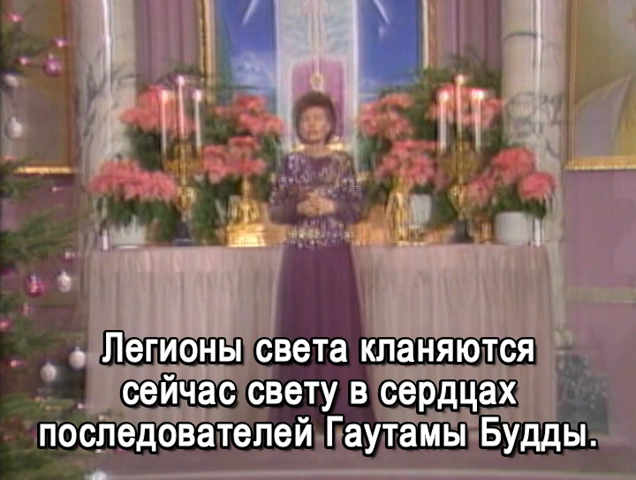 Легионы света кланяются
сейчас свету в сердцах
последователей Гаутамы Будды.